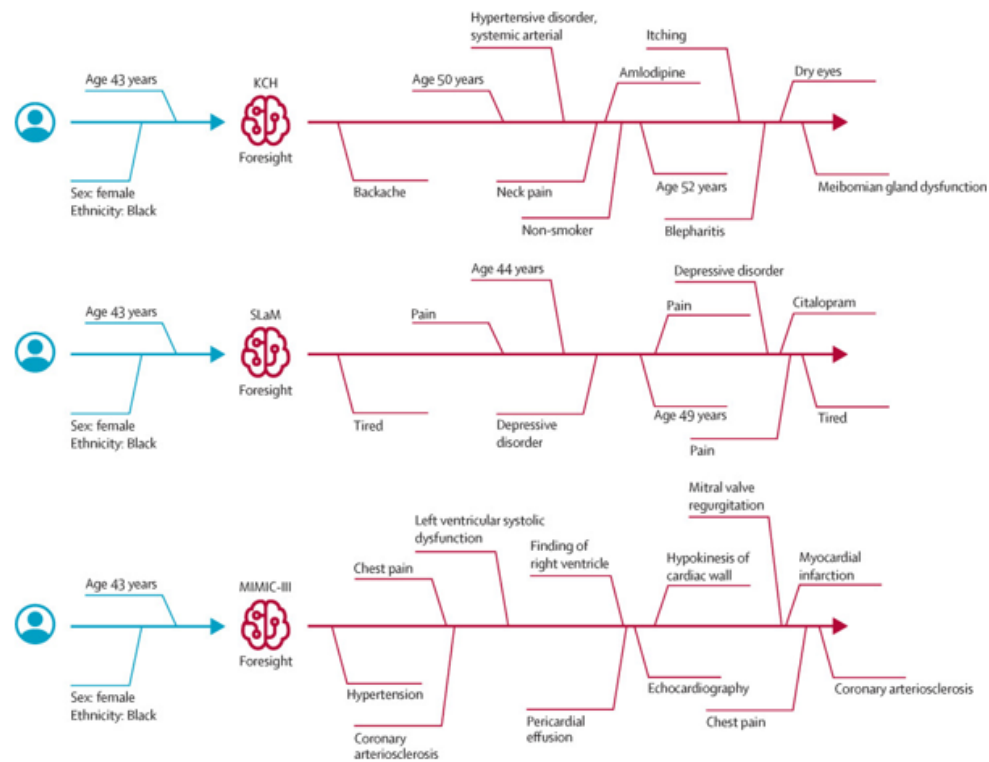 Hypertensive disorder,
systemic arterial
Itching
Age 43 years
KCH
Age 50 years
Amlodipine
Dry eyes
Foresight
Sex: female
Ethnicity: Black
Backache
Neck pain
Age 52 years
Meibomian gland dysfunction
Non-smoker
Blepharitis
Age 44 years
Depressive disorder
Age 43 years
SLaM
Pain
Pain
Citalopram
Foresight
Sex: female
Ethnicity: Black
Tired
Depressive
disorder
Age 49 years
Tired
Pain
Mitral valve
regurgitation
Left ventricular systolic
dysfunction
Finding of
right ventricle
Age 43 years
MIMIC-III
Chest pain
Hypokinesis of
cardiac wall
Myocardial
infarction
Foresight
Sex: female
Ethnicity: Black
Hypertension
Echocardiography
Coronary arteriosclerosis
Coronary
arteriosclerosis
Pericardial
effusion
Chest pain